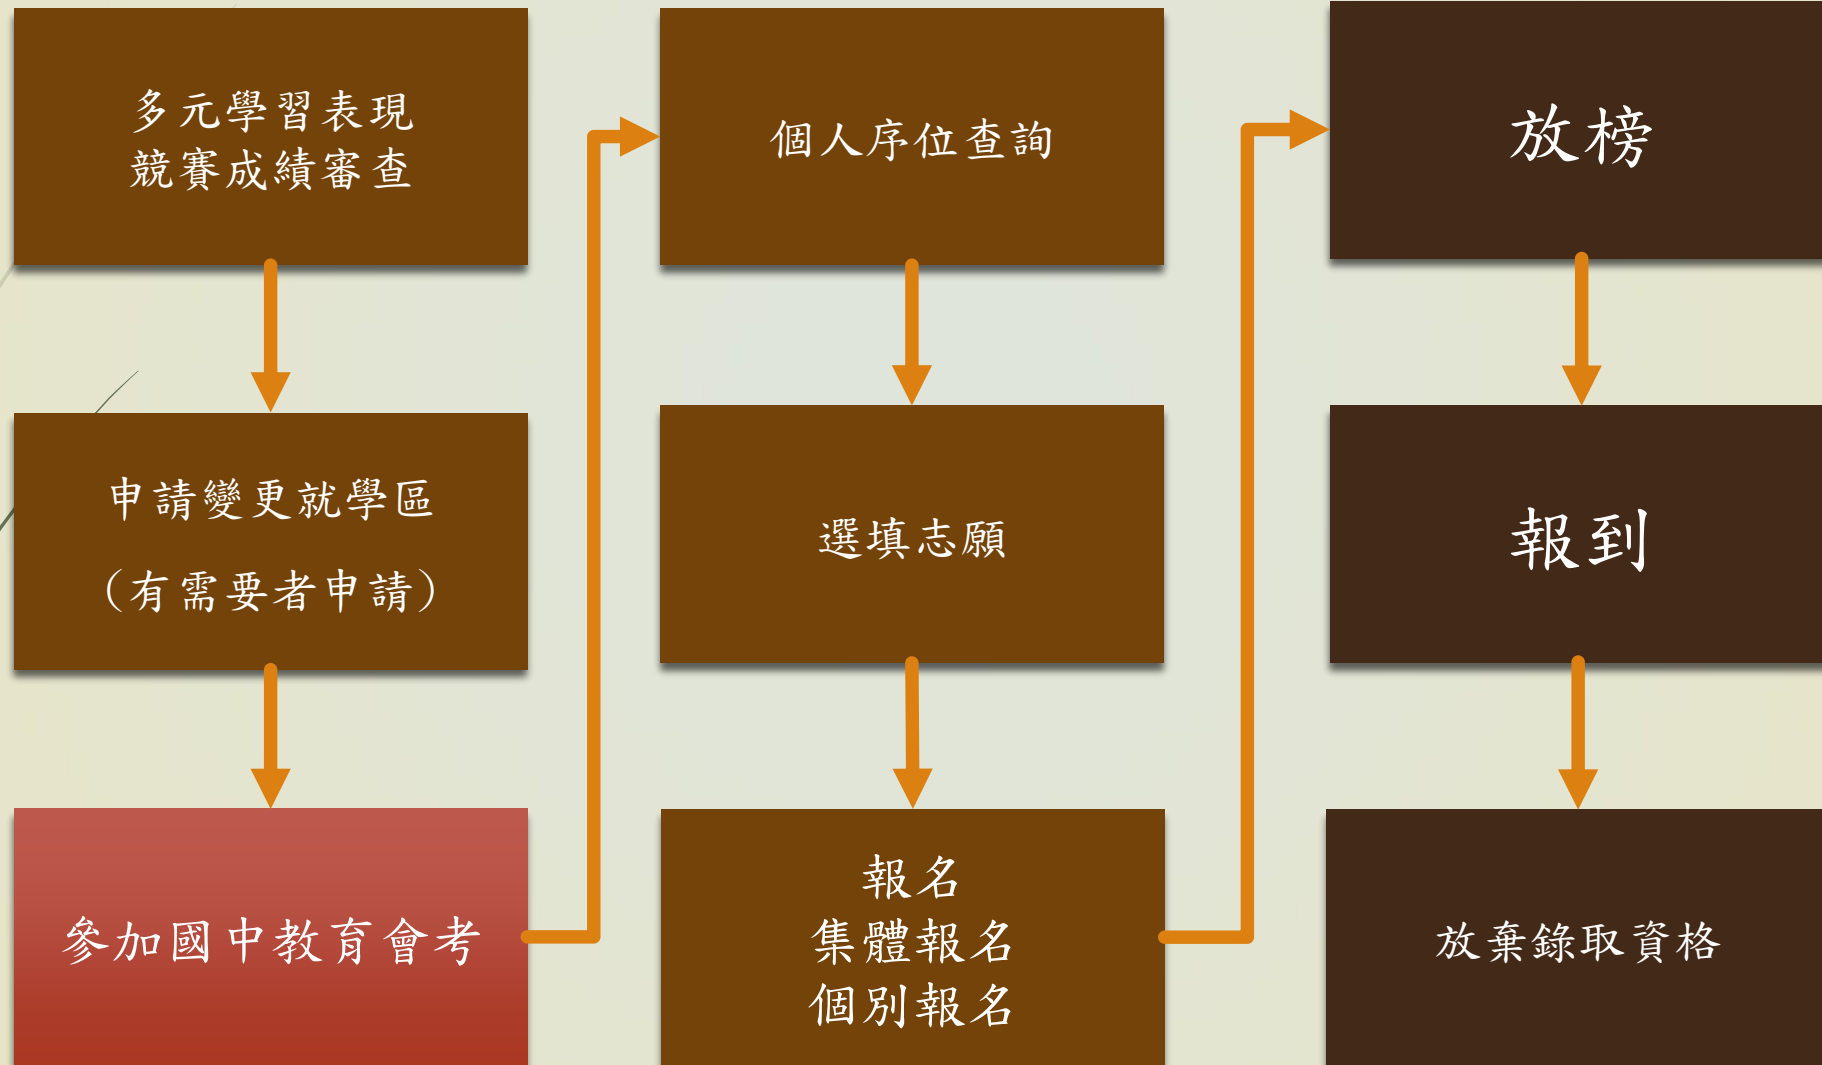 多元學習表現
競賽成績審查
申請變更就學區
（有需要者申請）
參加國中教育會考
個人序位查詢
選填志願
報名
集體報名
個別報名
放榜
報到
放棄錄取資格